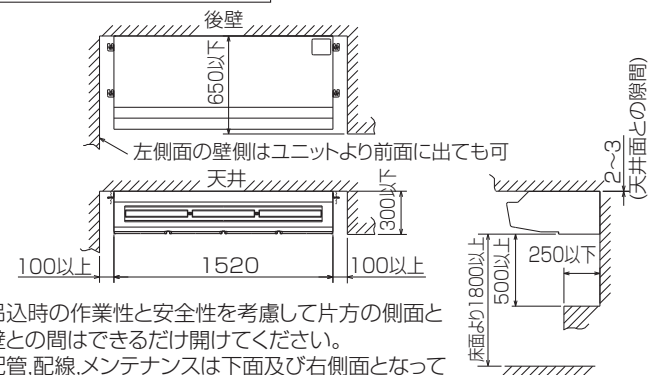 後壁
650以下
左側面の壁側はユニットより前面に出ても可
天井
300以下
100以上
1520
100以上
2~3
(天井面との隙間)
250以下
500以上
床面より1800以上
吊込時の作業性と安全性を考慮して片方の側面と
壁との間はできるだけ開けてください。
配管,配線,メンテナンスは下面及び右側面となって